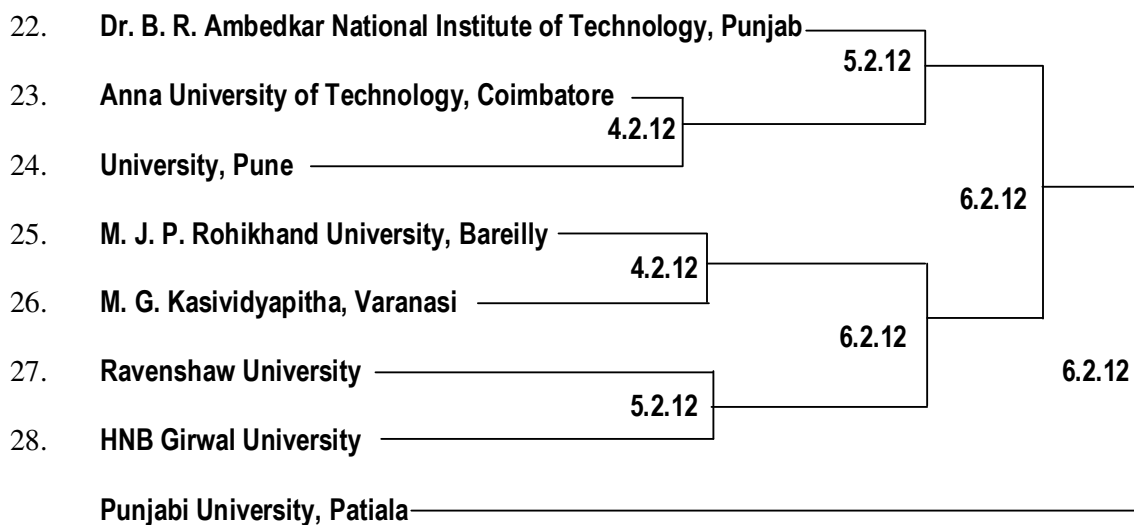 22. Dr. B. R. Ambedkar National Institute of Technology, Punjab
5.2.12
23. Anna University of Technology, Coimbatore
4.2.12
24. University, Pune
6.2.12
25. M. J. P. Rohikhand University, Bareilly
4.2.12
26. M. G. Kasividyapitha, Varanasi
6.2.12
27. Ravenshaw University
6.2.12
5.2.12
28. HNB Girwal University
Punjabi University, Patiala